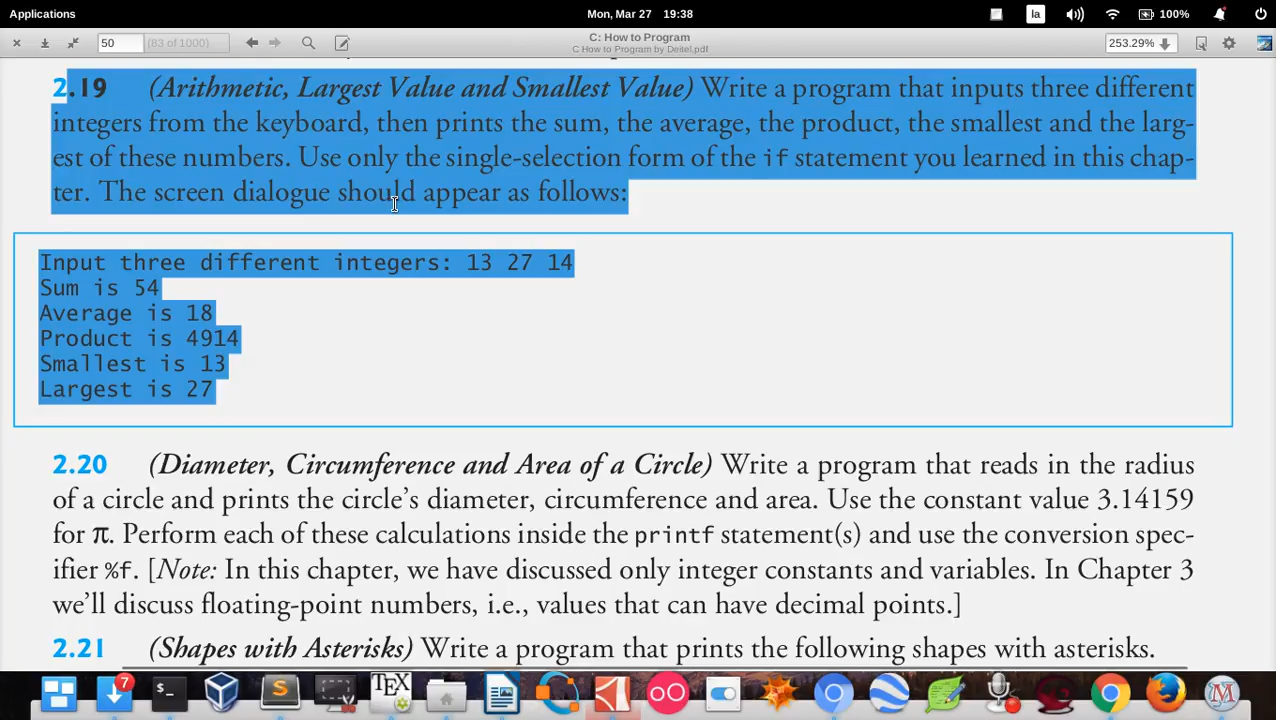 Applications
Mon, Mar 27 19:38
la
100%
50
(83 of 1000)
C: How to Program
C How to Program by Deitel.pdf
253.29%
2.19 (Arithmetic, Largest Value and Smallest Value) Write a program that inputs three different
integers from the keyboard, then prints the sum, the average, the product, the smallest and the larg-
est of these numbers. Use only the single-selection form of the if statement you learned in this chap-
ter. The screen dialogue should appear as follows:
Input three different integers: 13 27 14
Sum is 54
Average is 18
Product is 4914
Smallest is 13
Largest is 27
2.20 (Diameter, Circumference and Area of a Circle) Write a program that reads in the radius
of a circle and prints the circle’s diameter, circumference and area. Use the constant value 3.14159
for π. Perform each of these calculations inside the printf statement(s) and use the conversion spec-
ifier %f. [Note: In this chapter, we have discussed only integer constants and variables. In Chapter 3
we’ll discuss floating-point numbers, i.e., values that can have decimal points.]
2.21 (Shapes with Asterisks) Write a program that prints the following shapes with asterisks.
7
>_
S
TEX
M